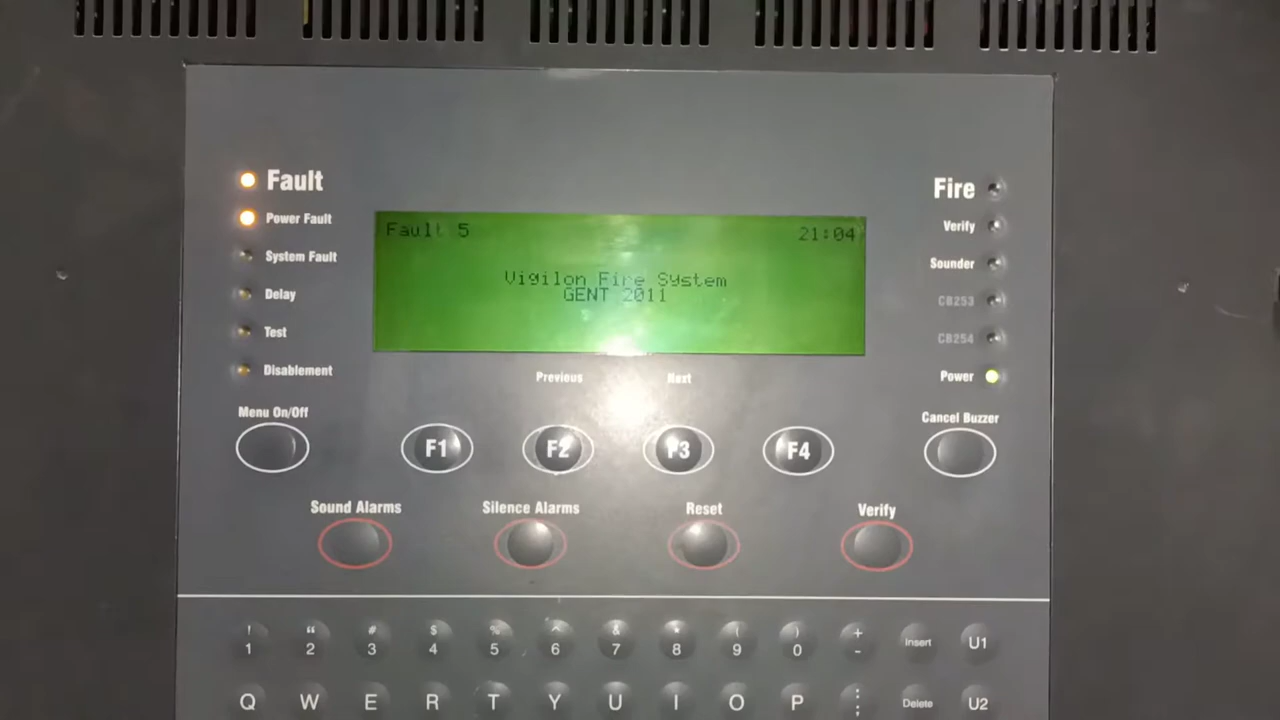 Fault
Power Fault
System Fault
Delay
Test
Disablement
Menu On/Off
Fault 5 21:04
Vigilon Fire System
GENT 2011
Previous Next
F1 F2 F3 F4
Fire
Verify
Sounder
CB253
CB254
Power
Cancel Buzzer
Sound Alarms Silence Alarms Reset Verify
! “ # $ % ^ & * ( ) +
1 2 3 4 5 6 7 8 9 0 - Insert U1
Q W E R T Y U I O P : ; Delete U2